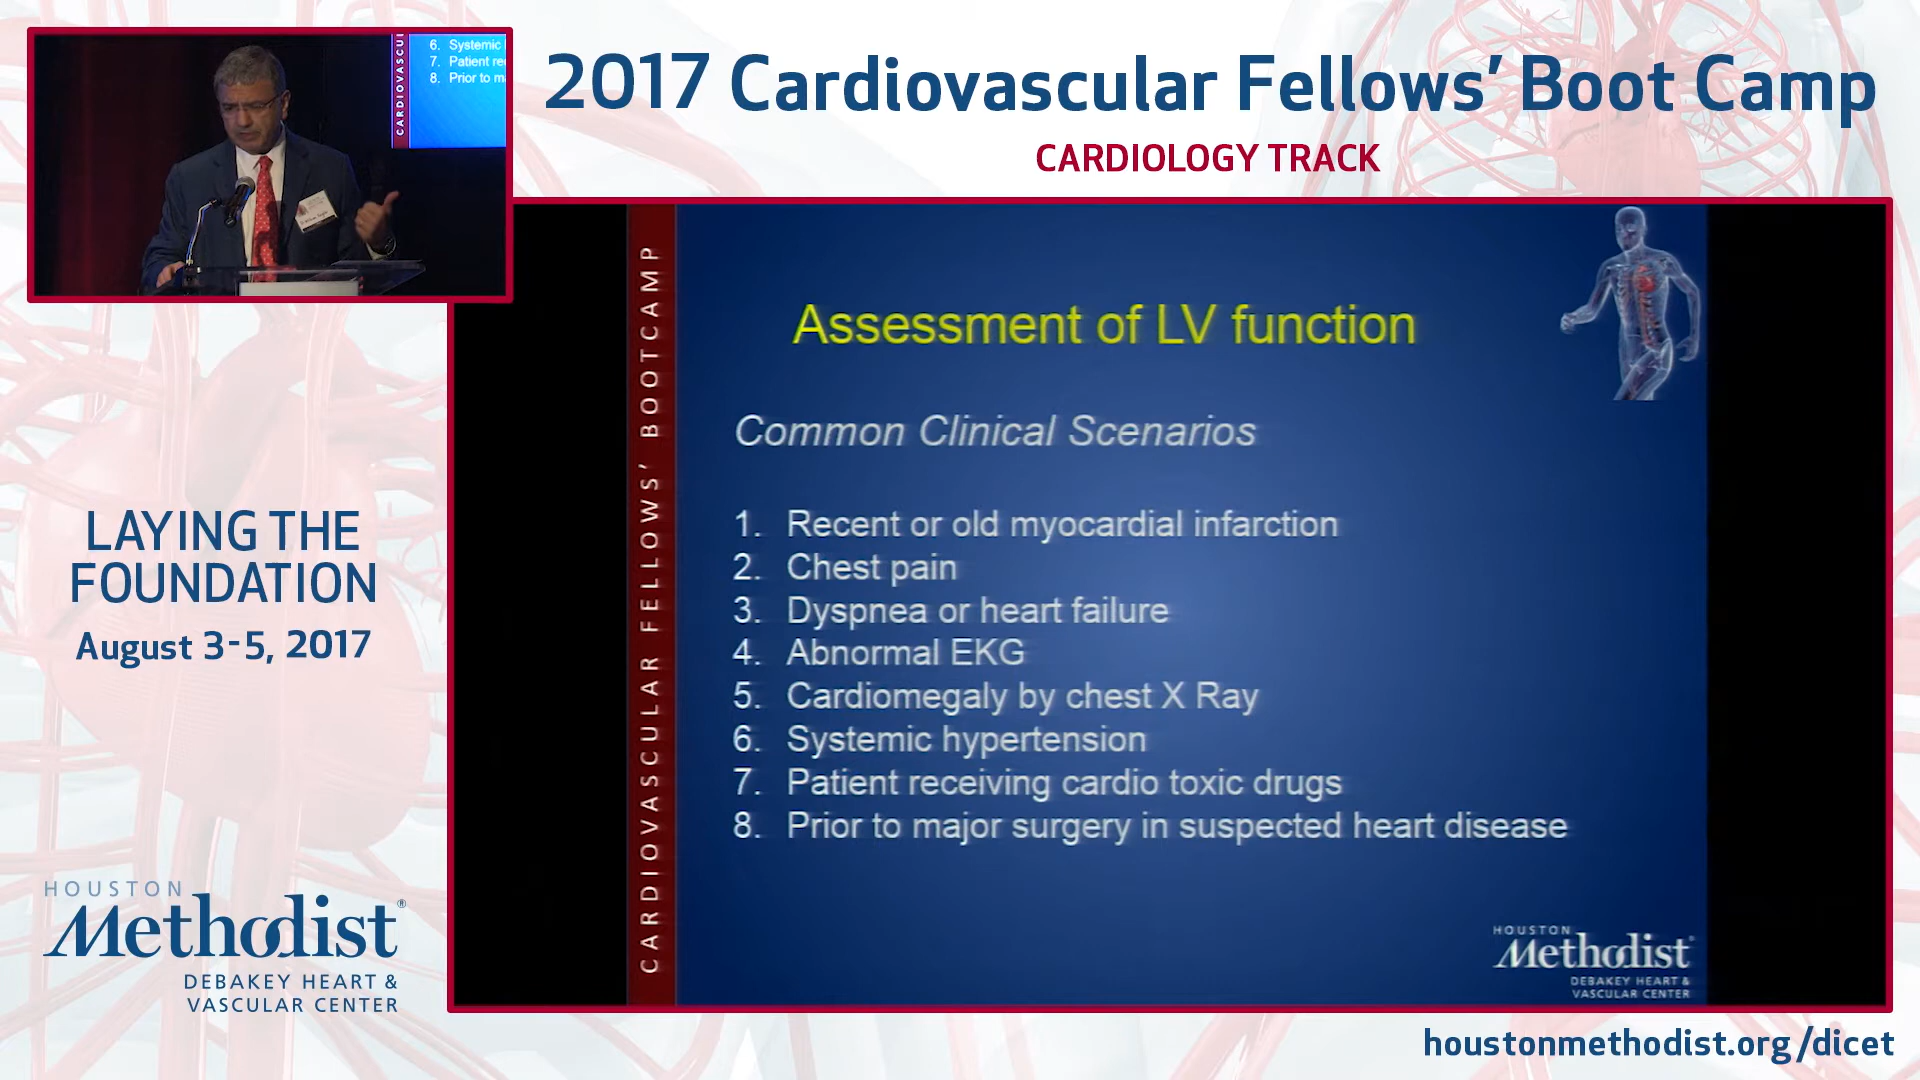 6. Systemic
7. Patient re
8. Prior to m
CARDIOVASCU
2017 Cardiovascular Fellows’ Boot Camp
CARDIOLOGY TRACK
LAYING THE
FOUNDATION
August 3-5, 2017
HOUSTON
Methodist®
DEBAKEY HEART &
VASCULAR CENTER
CARDIOVASCULAR FELLOWS’ BOOTCAMP
Assessment of LV function
Common Clinical Scenarios
1. Recent or old myocardial infarction
2. Chest pain
3. Dyspnea or heart failure
4. Abnormal EKG
5. Cardiomegaly by chest X Ray
6. Systemic hypertension
7. Patient receiving cardio toxic drugs
8. Prior to major surgery in suspected heart disease
HOUSTON
Methodist
DEBAKEY HEART &
VASCULAR CENTER
houstonmethodist.org/dicet